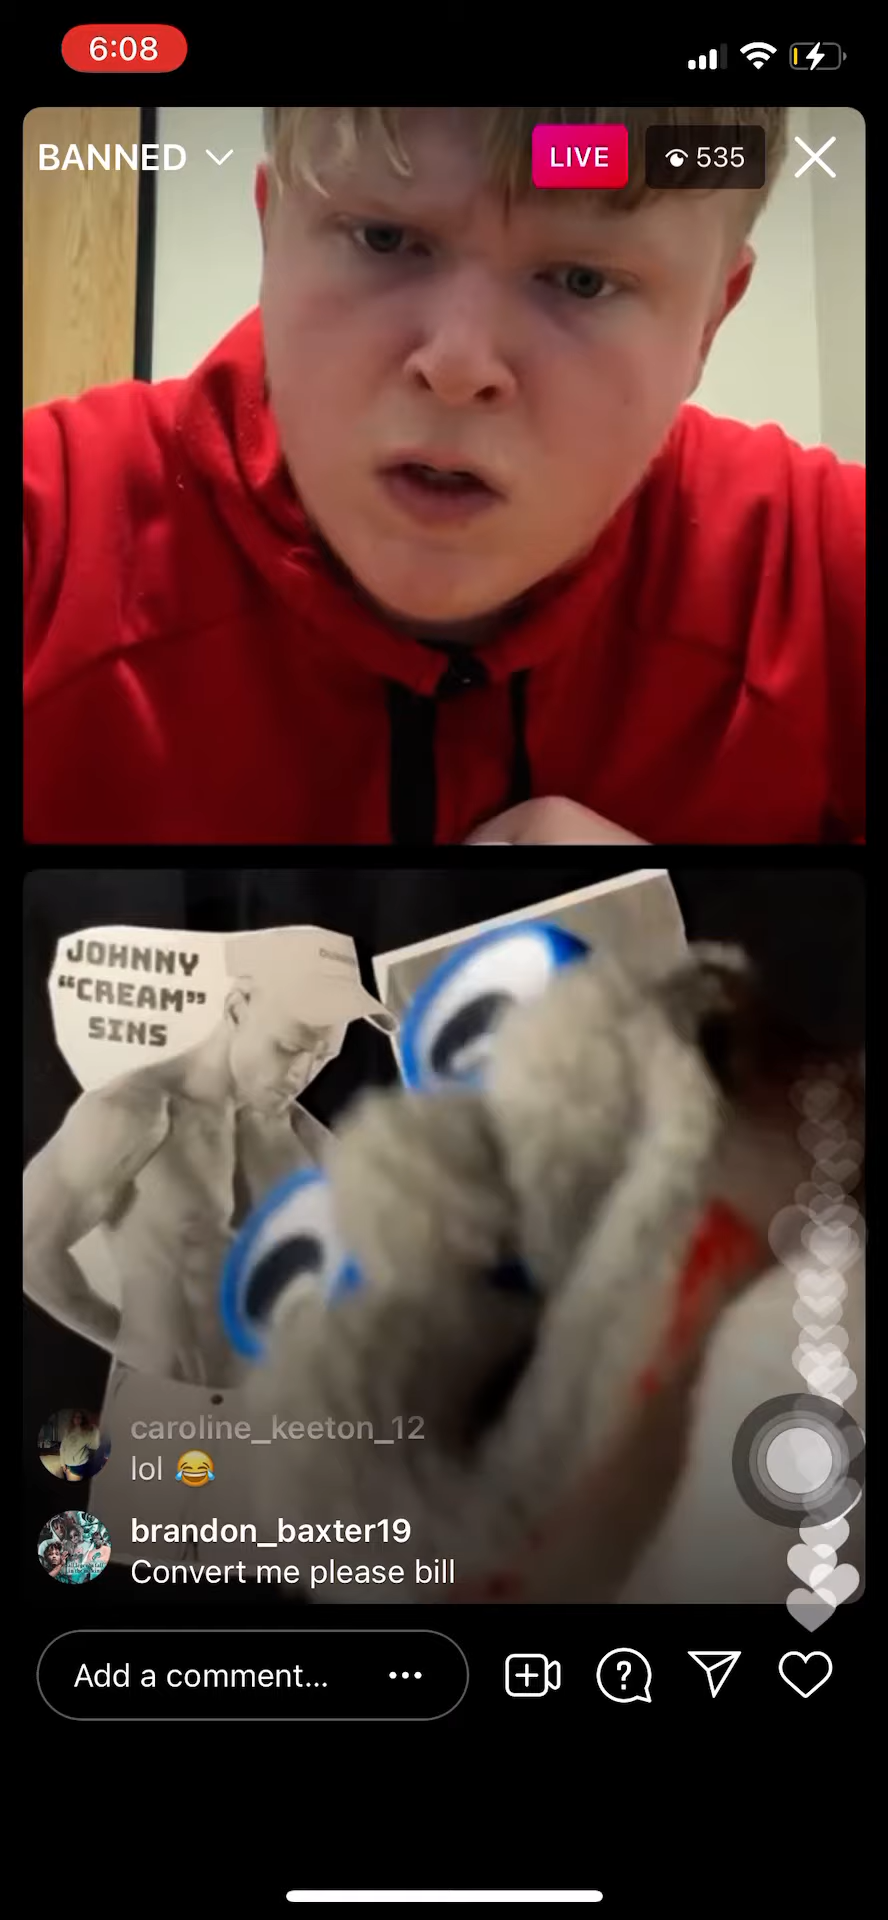 6:08
BANNED
LIVE
535
JOHNNY
“CREAM”
SINS
caroline_keeton_12
lol 😂
brandon_baxter19
Convert me please bill
Add a comment...